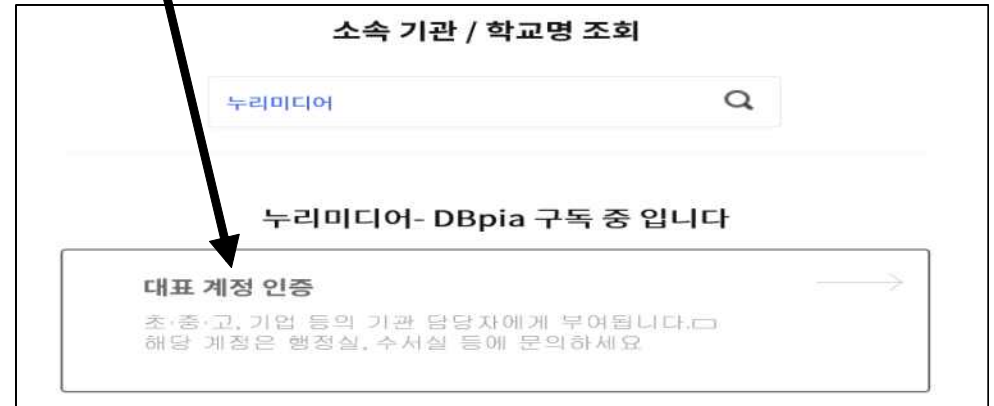 소속 기관 / 학교명 조회
누리미디어
누리미디어- DBpia 구독 중 입니다
대표 계정 인증
초·중·고, 기업 등의 기관 담당자에게 부여됩니다.
해당 계정은 행정실, 수서실 등에 문의하세요